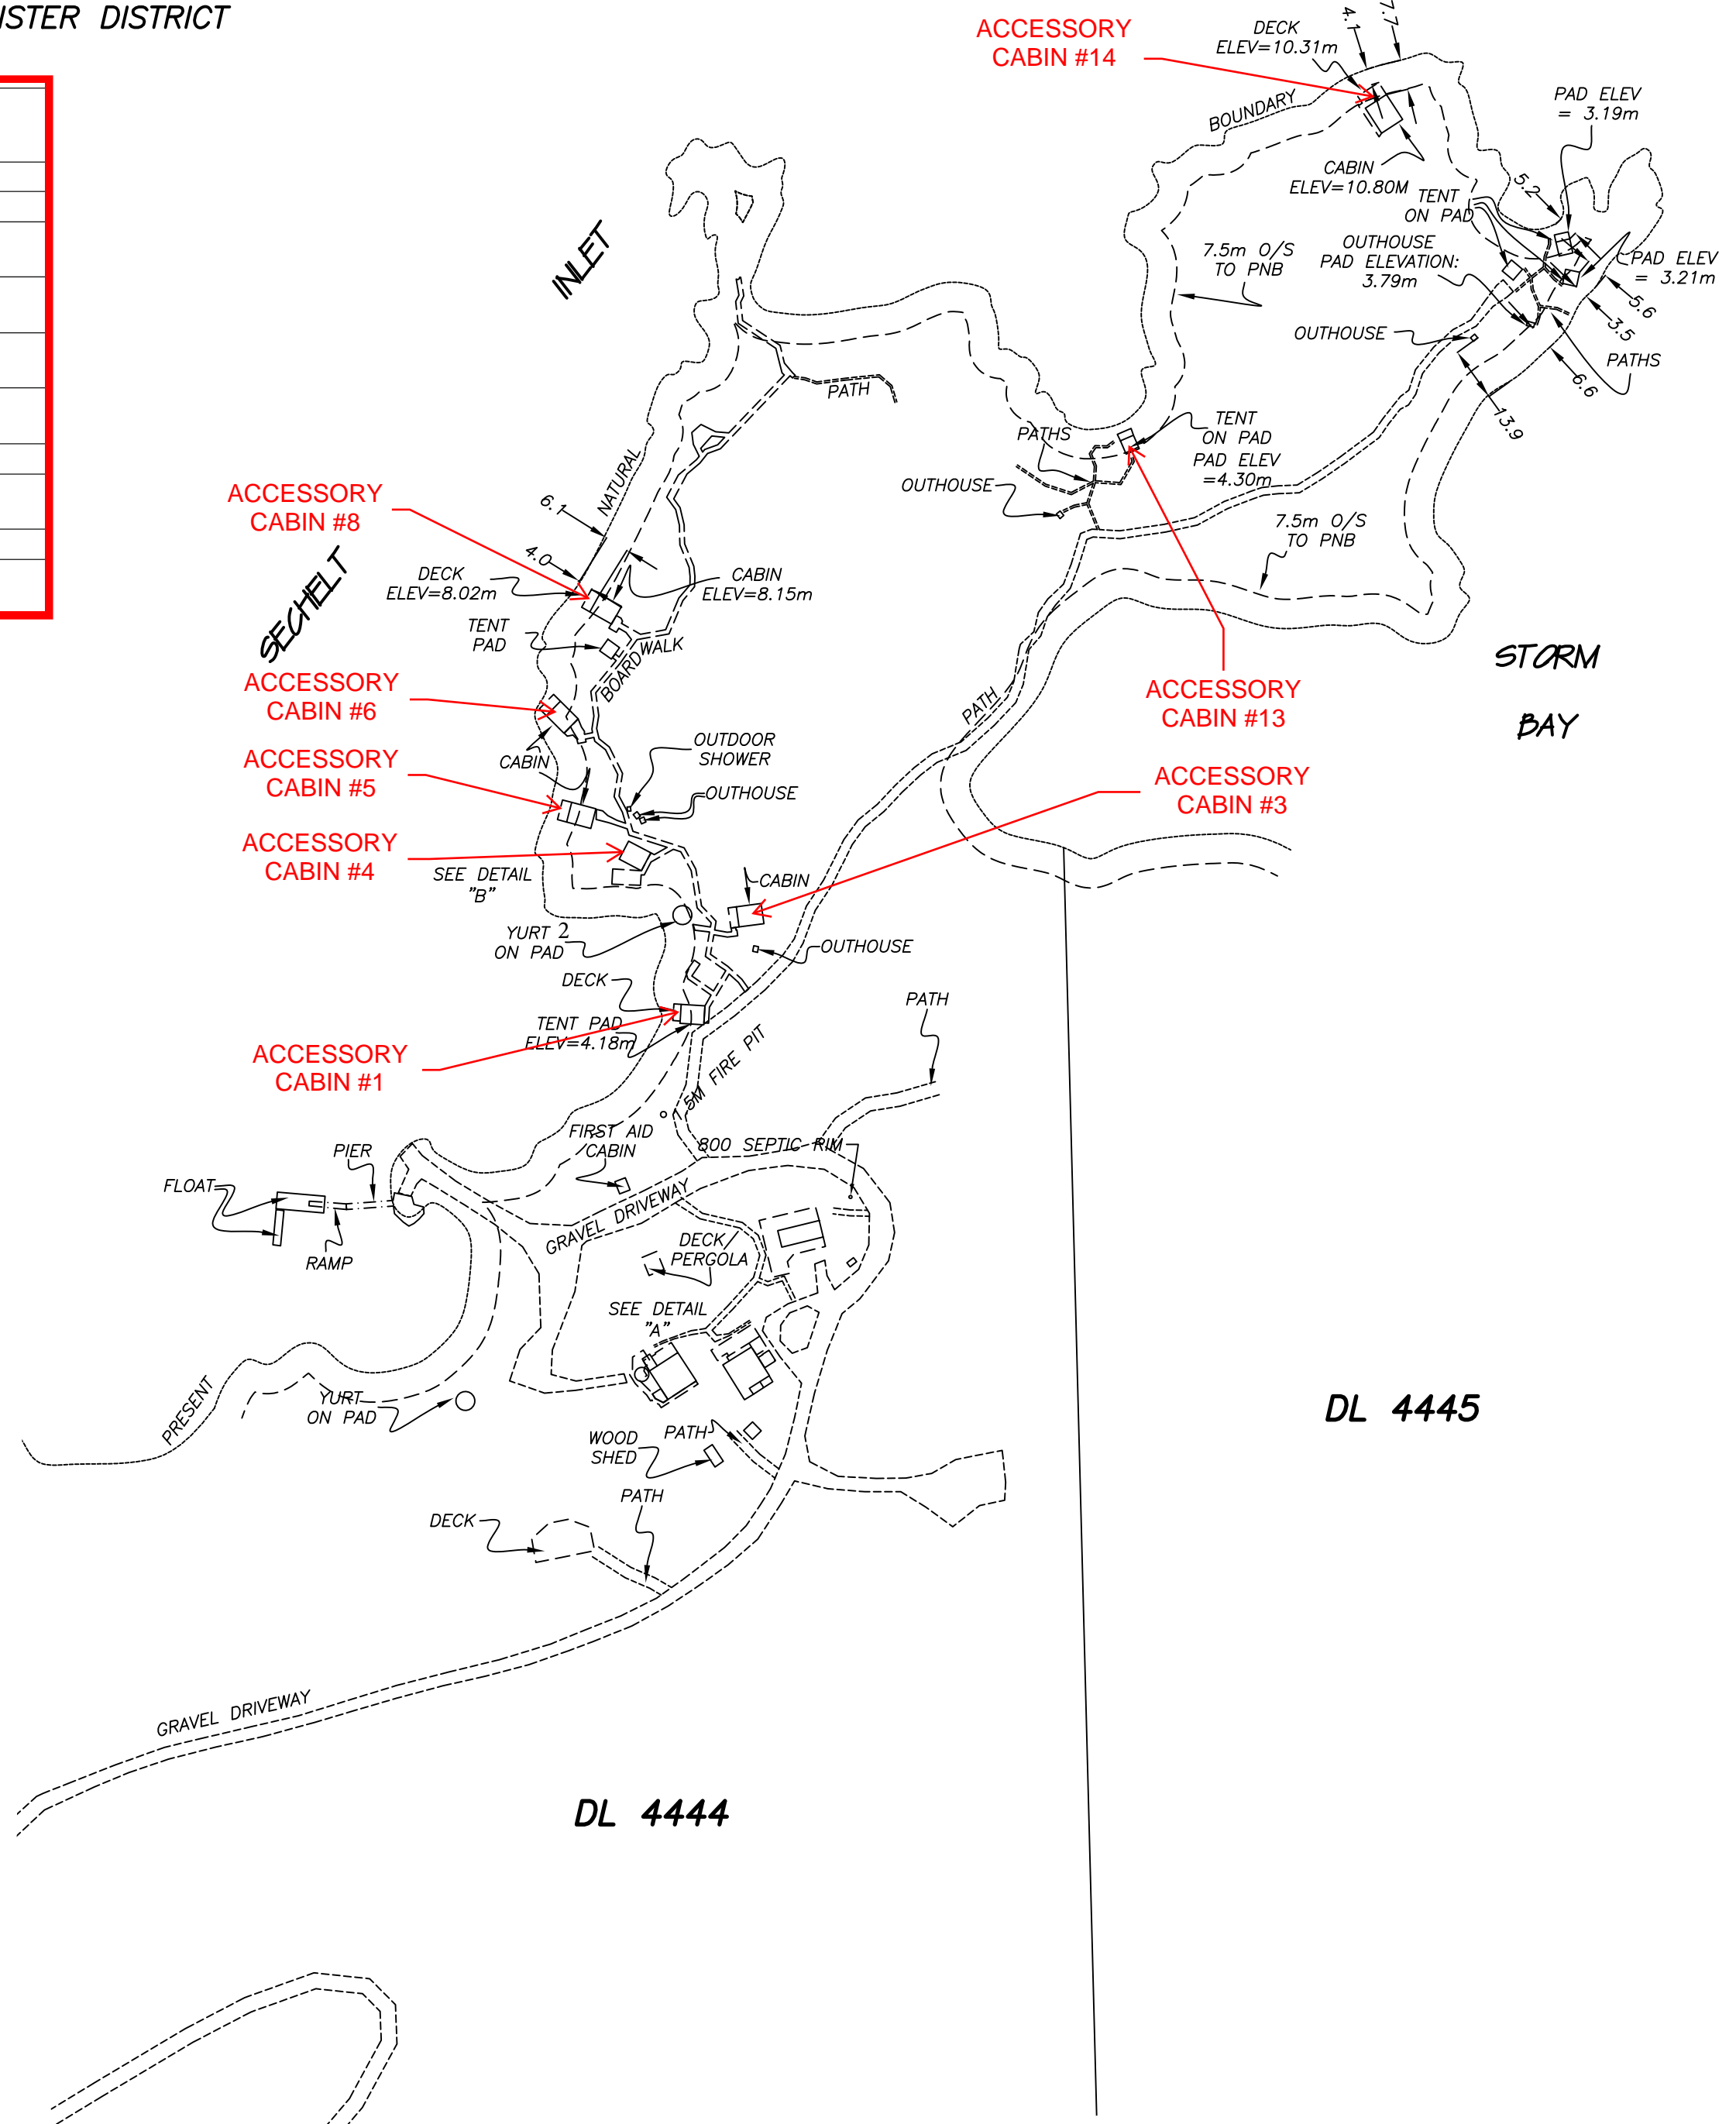 ISTER DISTRICT
ACCESSORY
CABIN #14
DECK
ELEV=10.31m
4.1
7.7
BOUNDARY
PAD ELEV
= 3.19m
CABIN
ELEV=10.80M
TENT
ON PAD
5.2
OUTHOUSE
PAD ELEVATION:
3.79m
PAD ELEV
= 3.21m
5.6
3.5
PATHS
6.6
13.9
OUTHOUSE
7.5m O/S
TO PNB
INLET
PATH
PATHS
TENT
ON PAD
PAD ELEV
=4.30m
OUTHOUSE
7.5m O/S
TO PNB
NATURAL
ACCESSORY
CABIN #8
6.1
4.0
SECHELT
DECK
ELEV=8.02m
CABIN
ELEV=8.15m
TENT
PAD
BOARD
WALK
ACCESSORY
CABIN #6
ACCESSORY
CABIN #13
STORM
BAY
PATH
CABIN
OUTDOOR
SHOWER
ACCESSORY
CABIN #5
OUTHOUSE
ACCESSORY
CABIN #3
ACCESSORY
CABIN #4
SEE DETAIL
"B"
CABIN
YURT 2
ON PAD
OUTHOUSE
DECK
TENT PAD
ELEV=4.18m
PATH
ACCESSORY
CABIN #1
1.5M FIRE PIT
FIRST AID
CABIN
800 SEPTIC RIM
PIER
FLOAT
RAMP
GRAVEL DRIVEWAY
DECK/
PERGOLA
SEE DETAIL
"A"
PRESENT
YURT
ON PAD
DL 4445
WOOD
SHED
PATH
PATH
DECK
GRAVEL DRIVEWAY
DL 4444